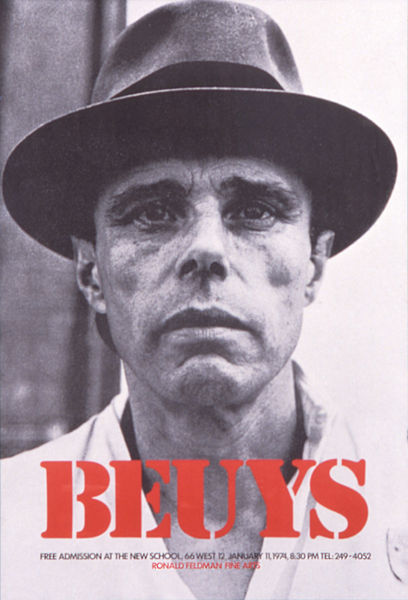 BEUYS
FREE ADMISSION AT THE NEW SCHOOL, 66 WEST 12, JANUARY 11, 1974, 8:30 PM TEL: 249-4052
RONALD FELDMAN FINE ARTS